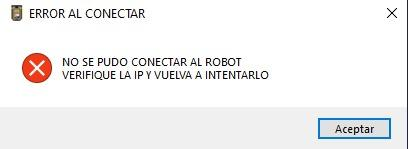 ERROR AL CONECTAR
NO SE PUDO CONECTAR AL ROBOT
VERIFIQUE LA IP Y VUELVA A INTENTARLO
Aceptar